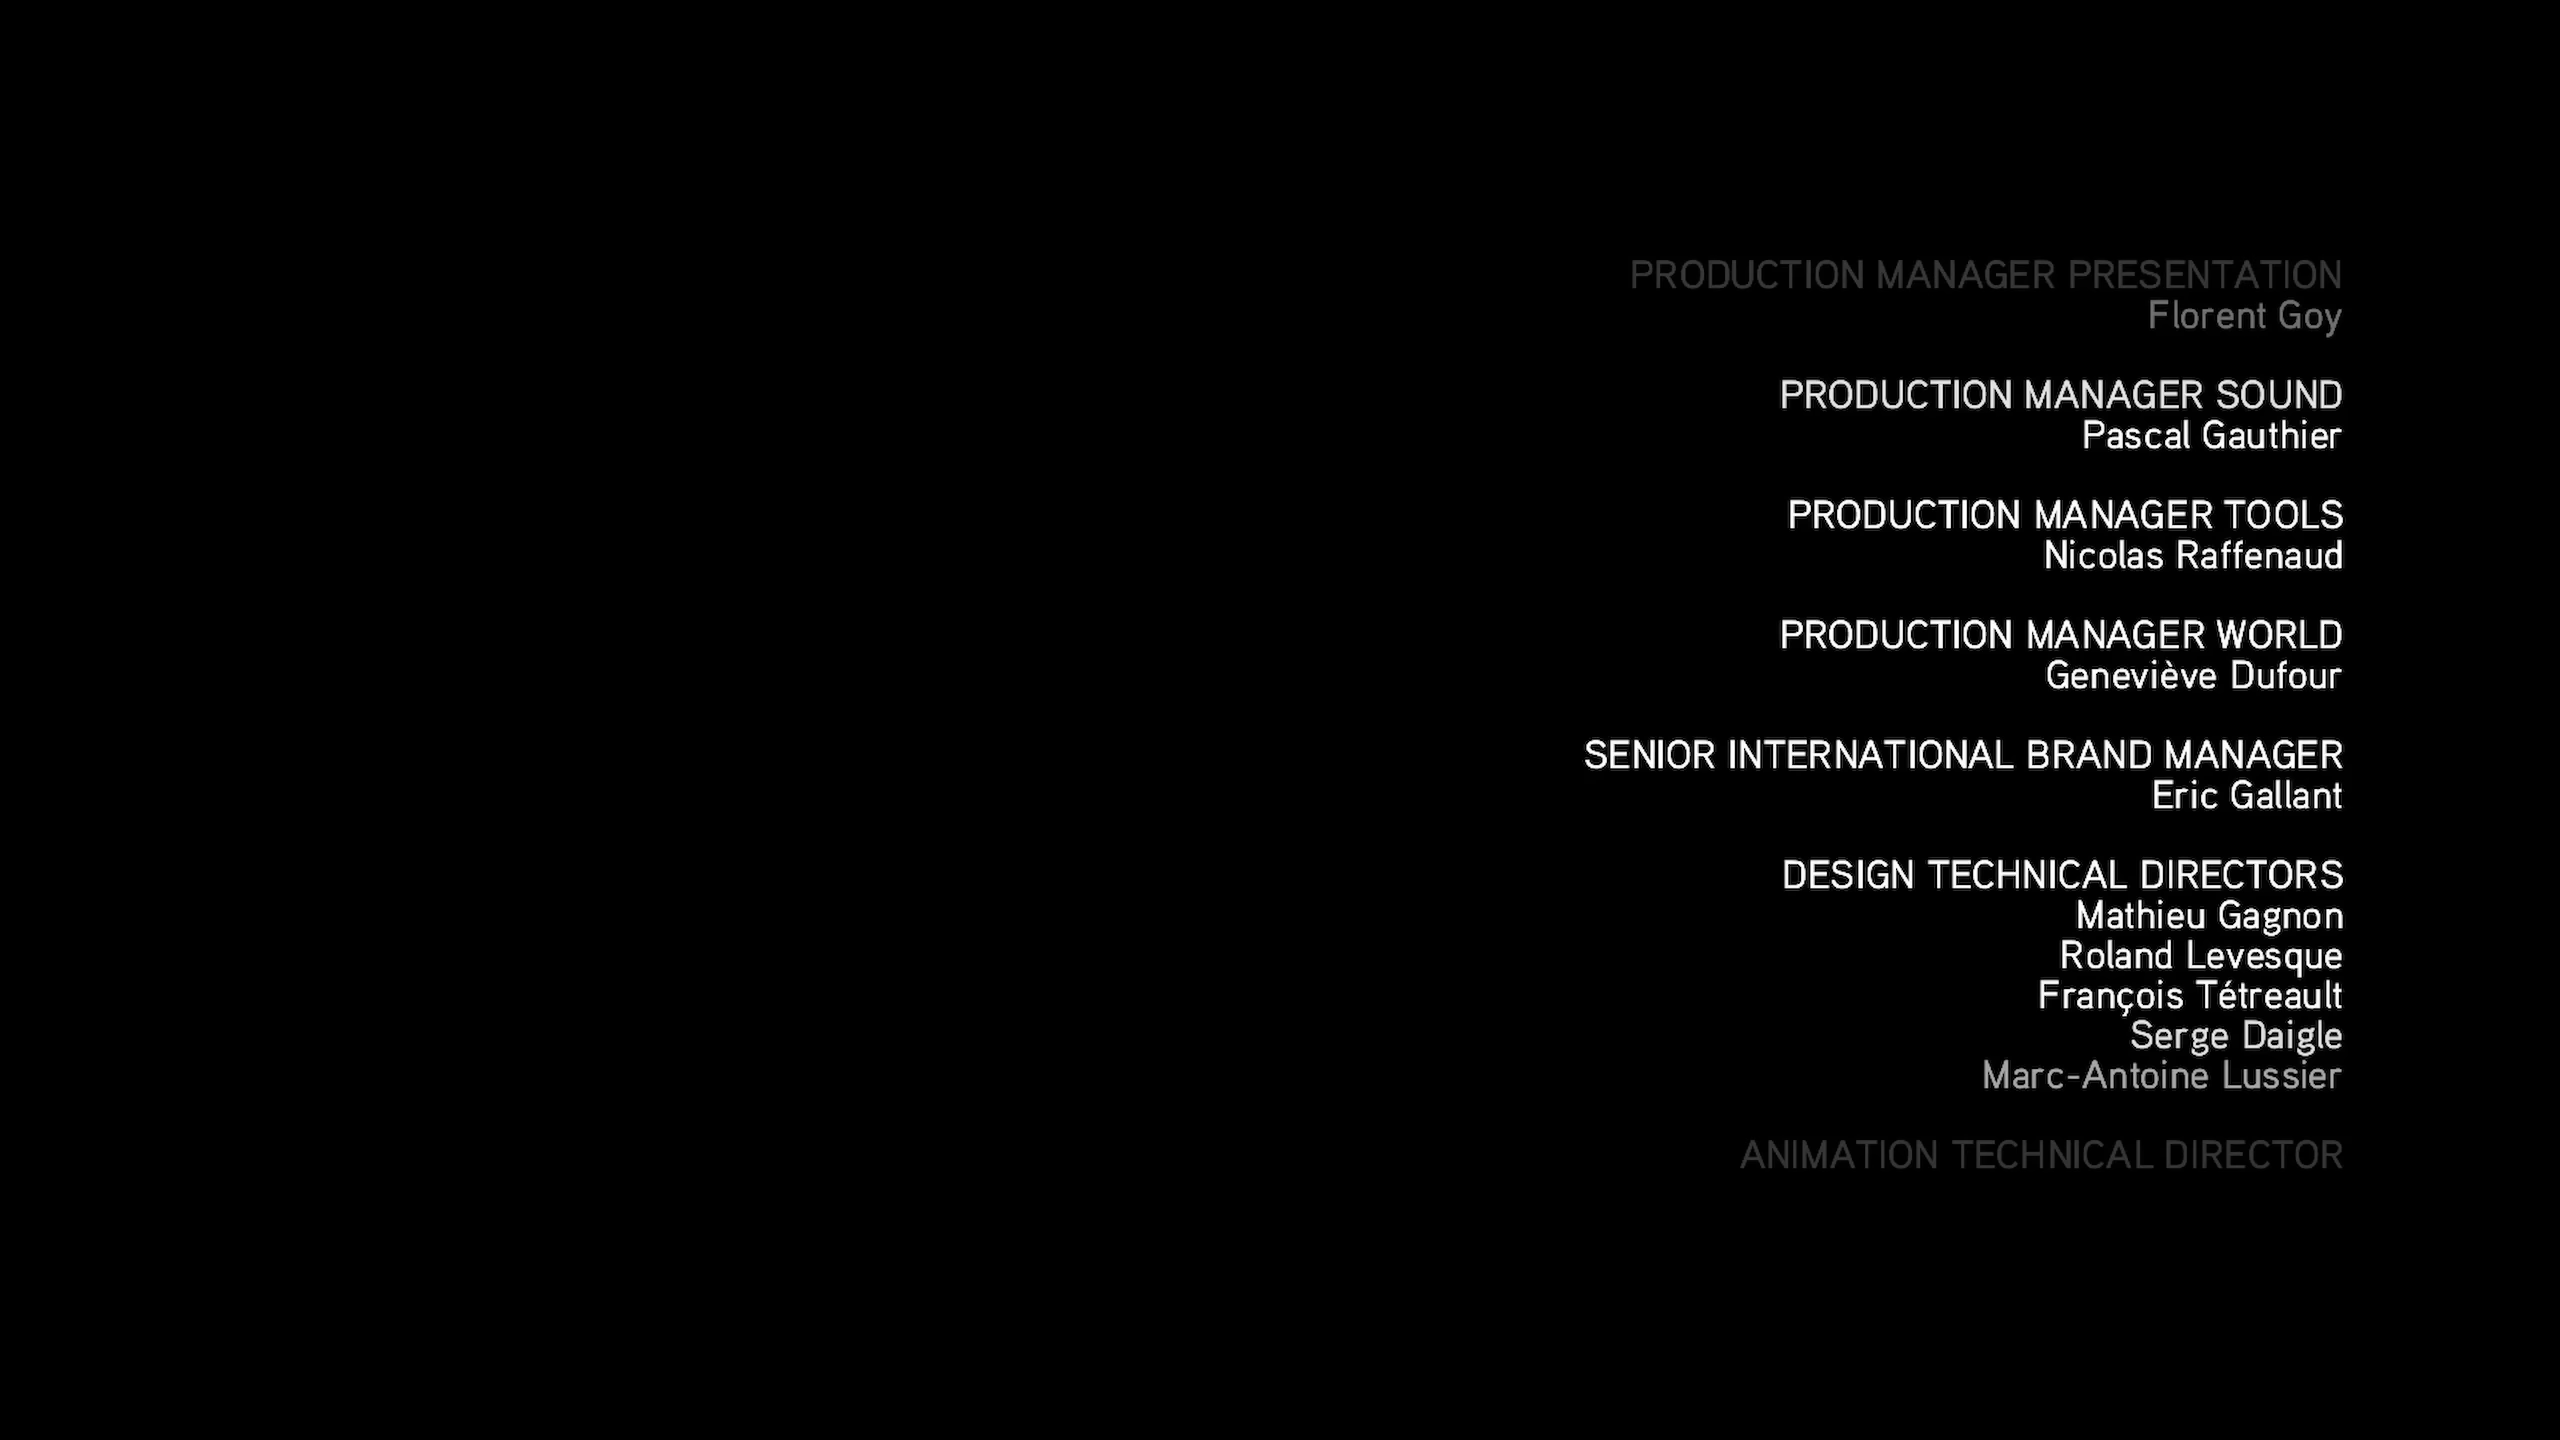 PRODUCTION MANAGER PRESENTATION
Florent Goy
PRODUCTION MANAGER SOUND
Pascal Gauthier
PRODUCTION MANAGER TOOLS
Nicolas Raffenaud
PRODUCTION MANAGER WORLD
Geneviève Dufour
SENIOR INTERNATIONAL BRAND MANAGER
Eric Gallant
DESIGN TECHNICAL DIRECTORS
Mathieu Gagnon
Roland Levesque
François Tétreault
Serge Daigle
Marc-Antoine Lussier
ANIMATION TECHNICAL DIRECTOR